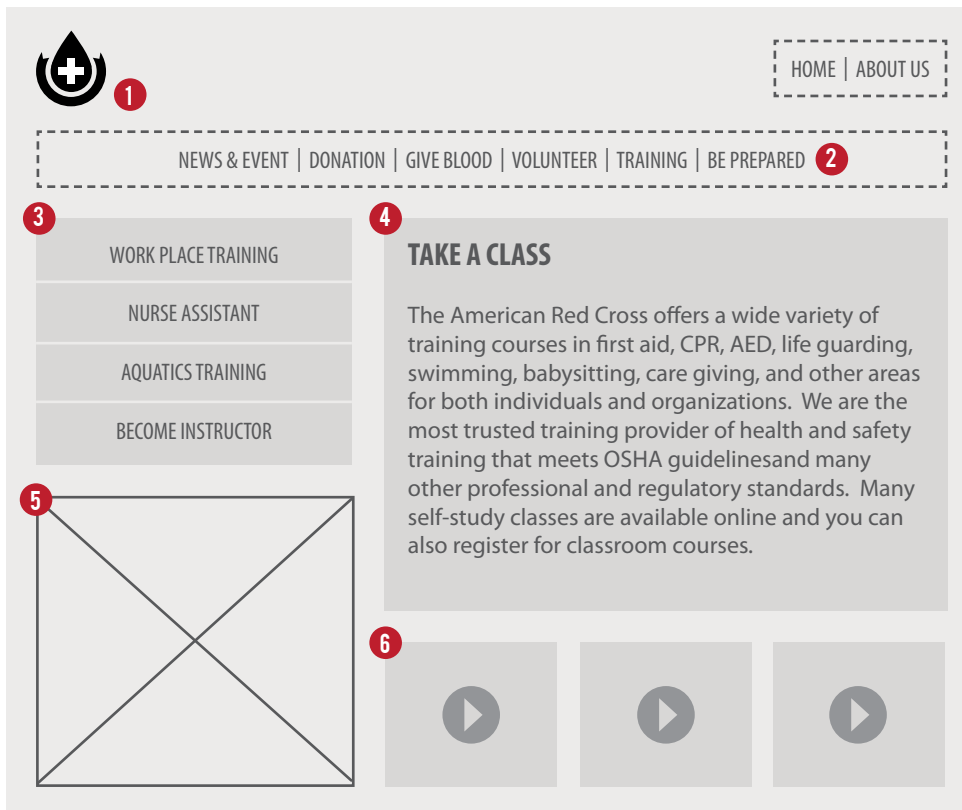 HOME | ABOUT US
1
NEWS & EVENT | DONATION | GIVE BLOOD | VOLUNTEER | TRAINING | BE PREPARED 2
3
WORK PLACE TRAINING
NURSE ASSISTANT
AQUATICS TRAINING
BECOME INSTRUCTOR
4
TAKE A CLASS
The American Red Cross offers a wide variety of
training courses in first aid, CPR, AED, life guarding,
swimming, babysitting, care giving, and other areas
for both individuals and organizations.  We are the
most trusted training provider of health and safety
training that meets OSHA guidelinesand many
other professional and regulatory standards.  Many
self-study classes are available online and you can
also register for classroom courses.
5
6